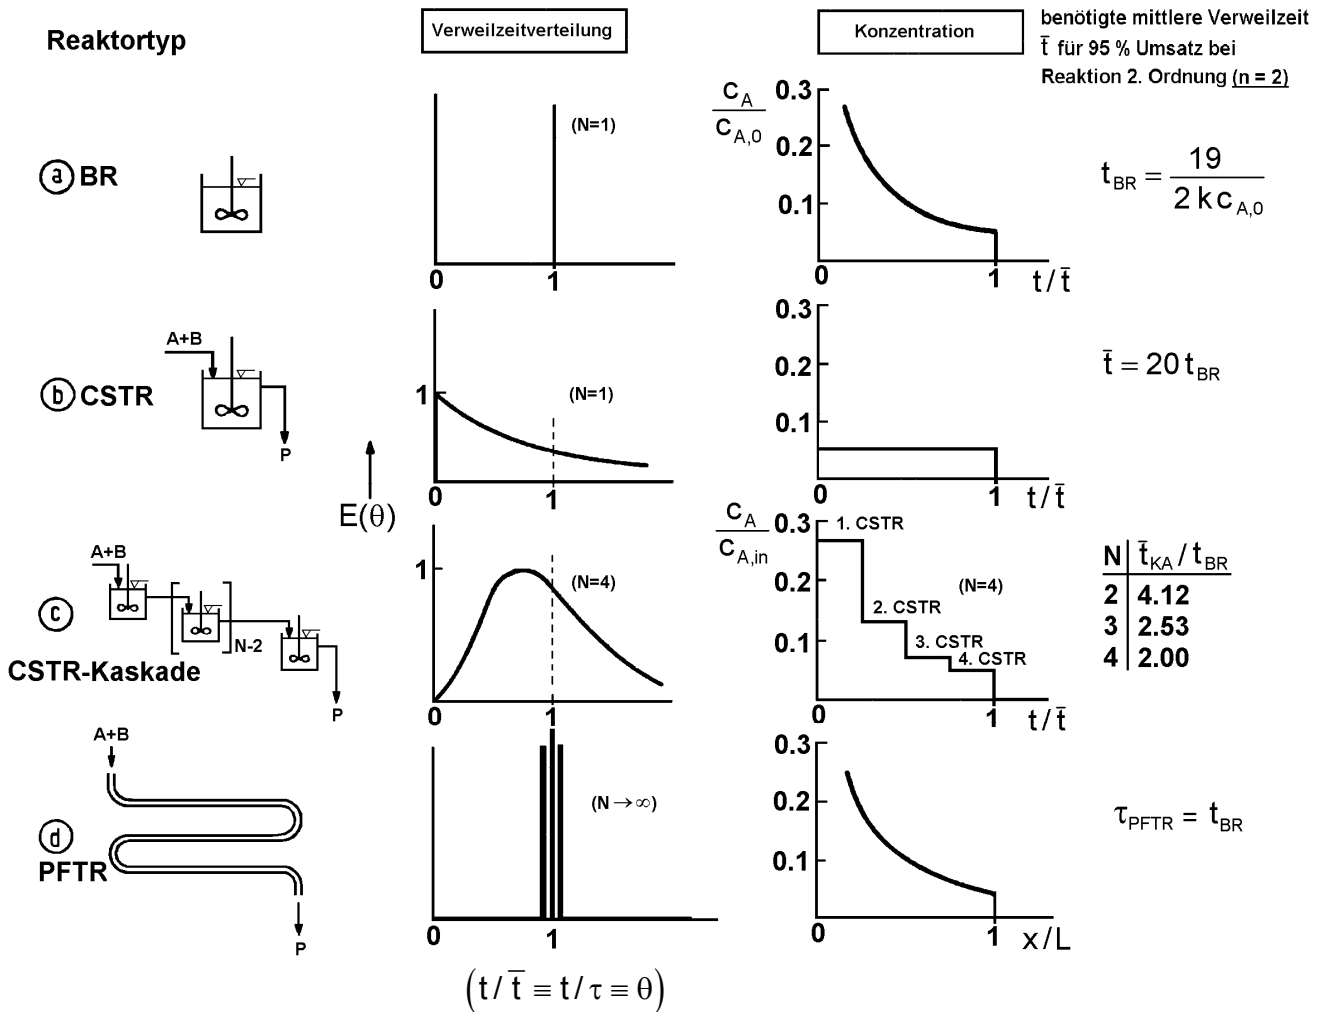 Reaktortyp
Verweilzeitverteilung
Konzentration
benötigte mittlere Verweilzeit
t̄ für 95 % Umsatz bei
Reaktion 2. Ordnung (n = 2)
ⓐ BR
(N=1)
0 1
c_A / c_A,0
0.3
0.2
0.1
0 1 t / t̄
t_BR = 19 / (2 k c_A,0)
ⓑ CSTR
A+B
P
1
(N=1)
0 1
E(θ)
0.3
0.2
0.1
0 1 t / t̄
t̄ = 20 t_BR
ⓒ
CSTR-Kaskade
A+B
N-2
P
1
(N=4)
0 1
c_A / c_A,in
0.3
0.2
0.1
1. CSTR
(N=4)
2. CSTR
3. CSTR
4. CSTR
0 1 t / t̄
N t̄_KA / t_BR
2 4.12
3 2.53
4 2.00
ⓓ
PFTR
A+B
P
(N → ∞)
0 1
0.3
0.2
0.1
0 1 x / L
τ_PFTR = t_BR
(t / t̄ ≡ t / τ ≡ θ)